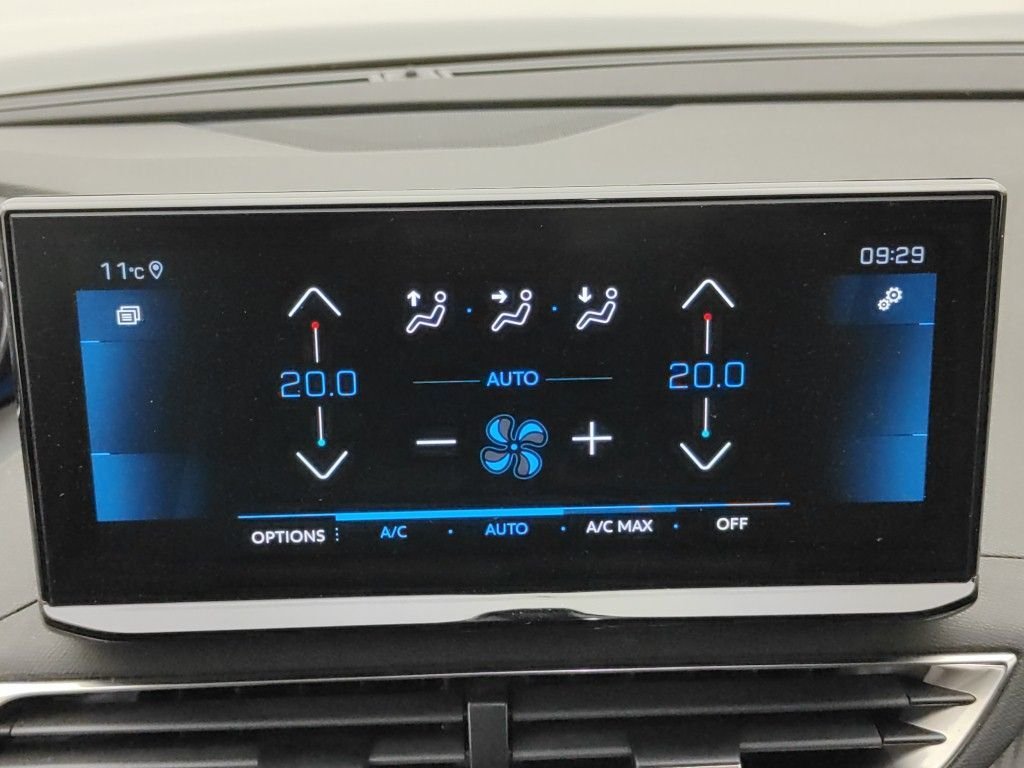 11°C
09:29
20.0
AUTO
20.0
OPTIONS A/C AUTO A/C MAX OFF